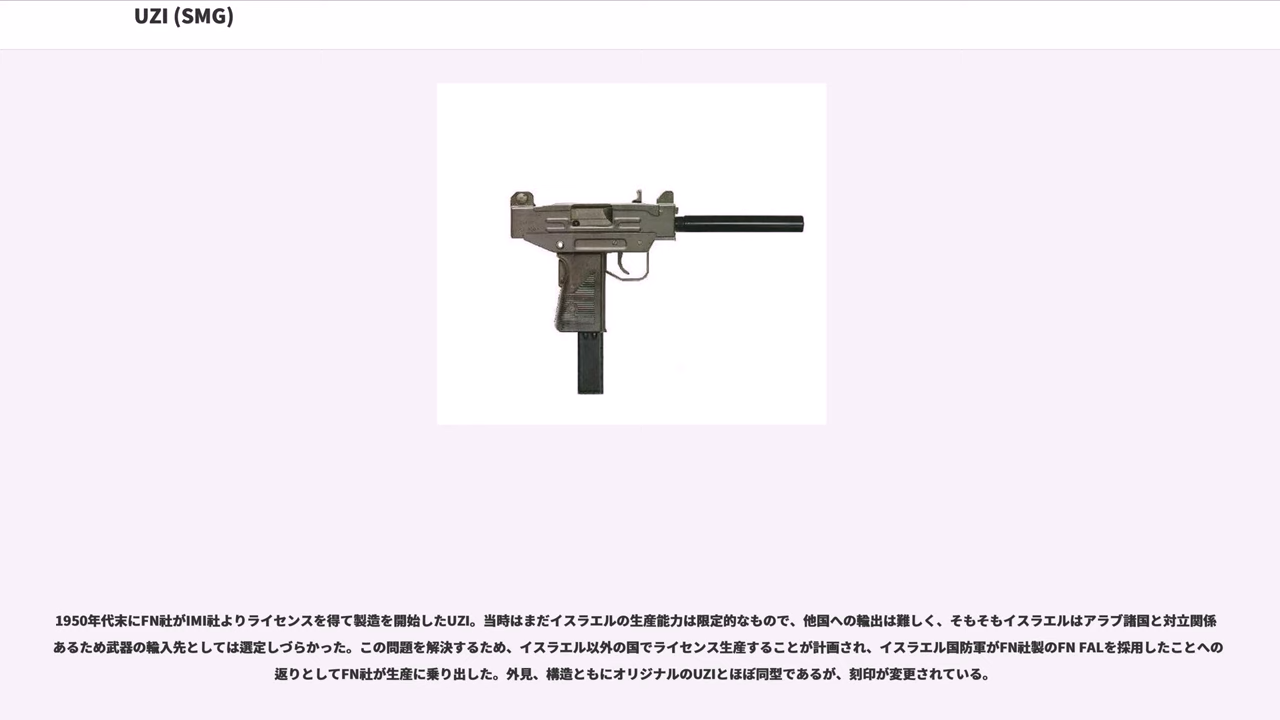 UZI (SMG)
1950年代末にFN社がIMI社よりライセンスを得て製造を開始したUZI。当時はまだイスラエルの生産能力は限定的なもので、他国への輸出は難しく、そもそもイスラエルはアラブ諸国と対立関係
あるため武器の輸入先としては選定しづらかった。この問題を解決するため、イスラエル以外の国でライセンス生産することが計画され、イスラエル国防軍がFN社製のFN FALを採用したことへの
返りとしてFN社が生産に乗り出した。外見、構造ともにオリジナルのUZIとほぼ同型であるが、刻印が変更されている。